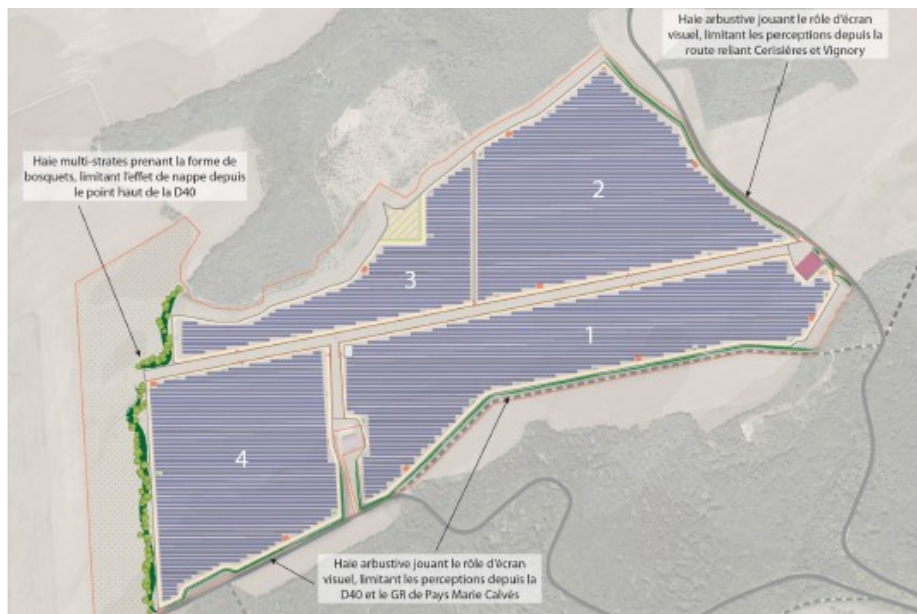 Haie arbustive jouant le rôle d'écran
visuel, limitant les perceptions depuis la
route reliant Cerisières et Vignory
Haie multi-strates prenant la forme de
bosquets, limitant l'effet de nappe depuis
le point haut de la D40
2
3
1
4
Haie arbustive jouant le rôle d'écran
visuel, limitant les perceptions depuis la
D40 et le GR de Pays Marie Calvés